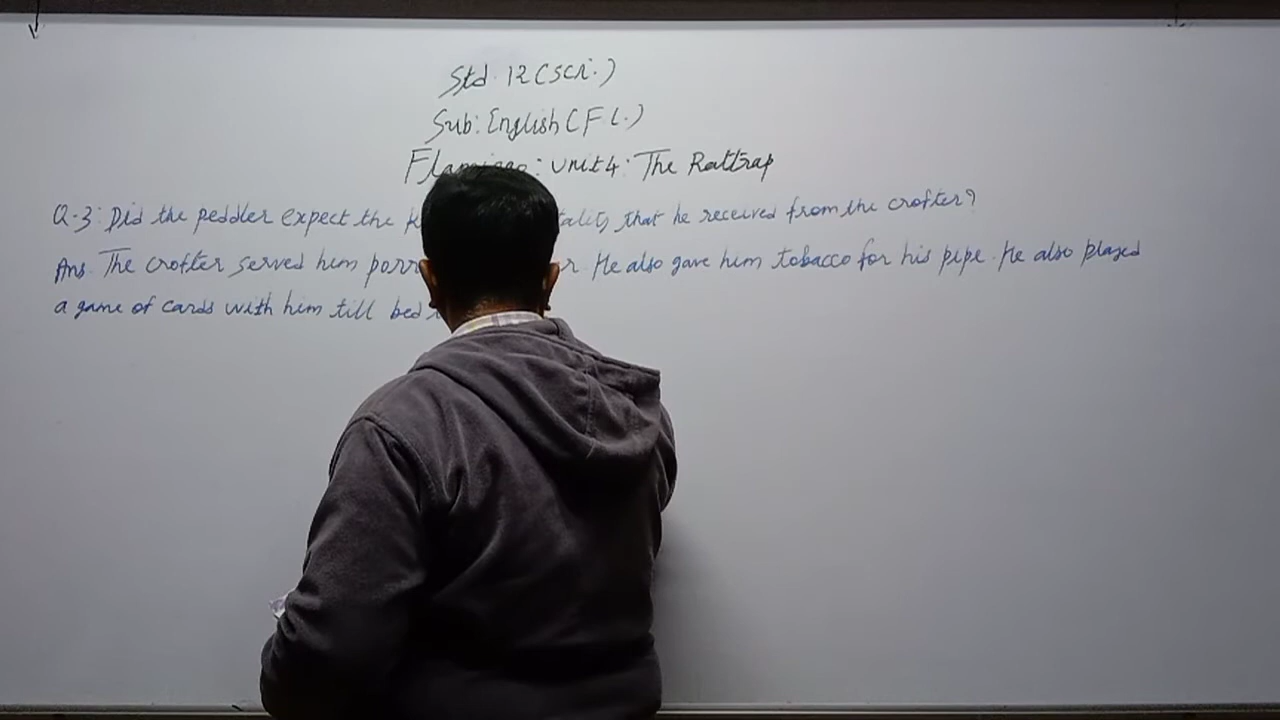 Std. 12 (Sci.)
Sub: English (F L.)
Flamingo: Unit 4: The Rattrap
Q.3: Did the peddler expect the that he received from the crofter?
Ans. The crofter served him He also gave him tobacco for his pipe. He also played
a game of cards with him till bed